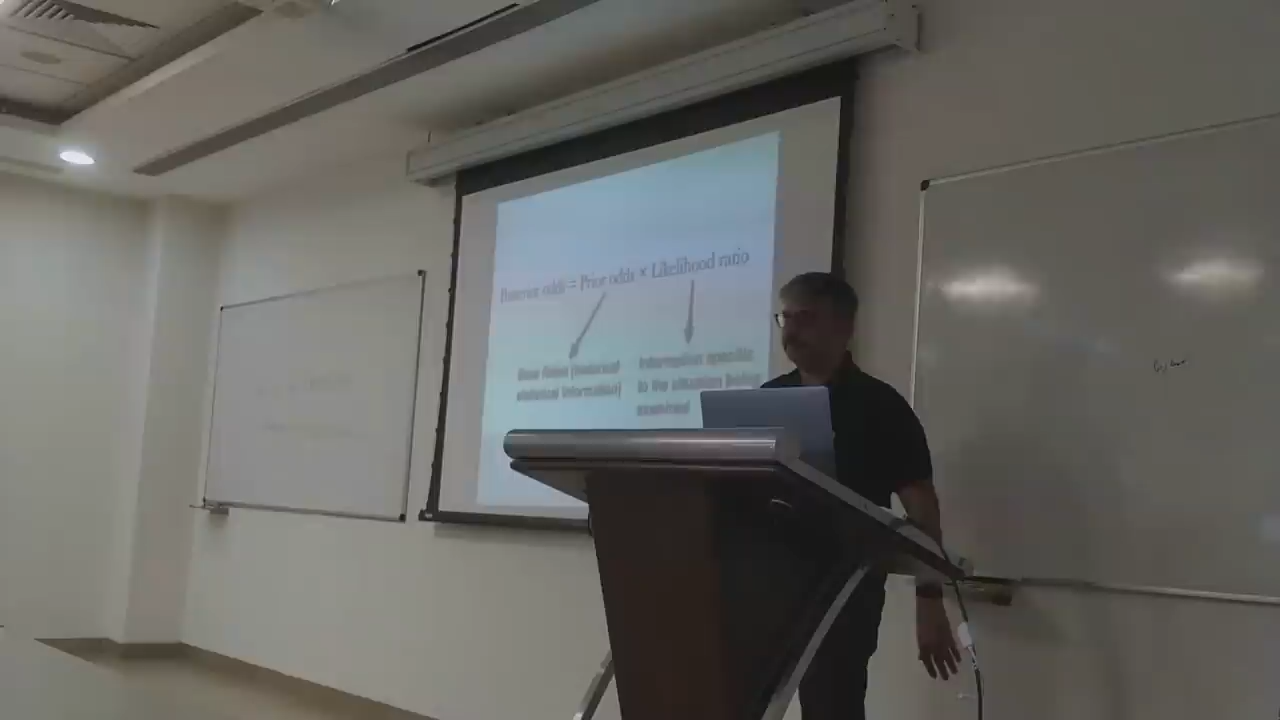 Posterior odds = Prior odds × Likelihood ratio
Base Rates (historical
statistical information)
Information specific
to the situation being
examined